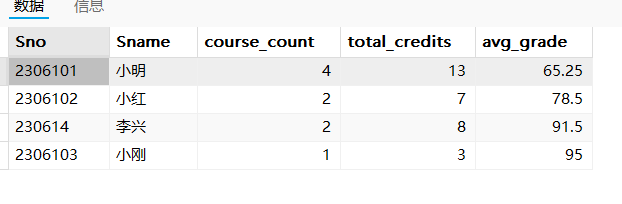 数据 信息
Sno Sname course_count total_credits avg_grade
2306101 小明 4 13 65.25
2306102 小红 2 7 78.5
230614 李兴 2 8 91.5
2306103 小刚 1 3 95